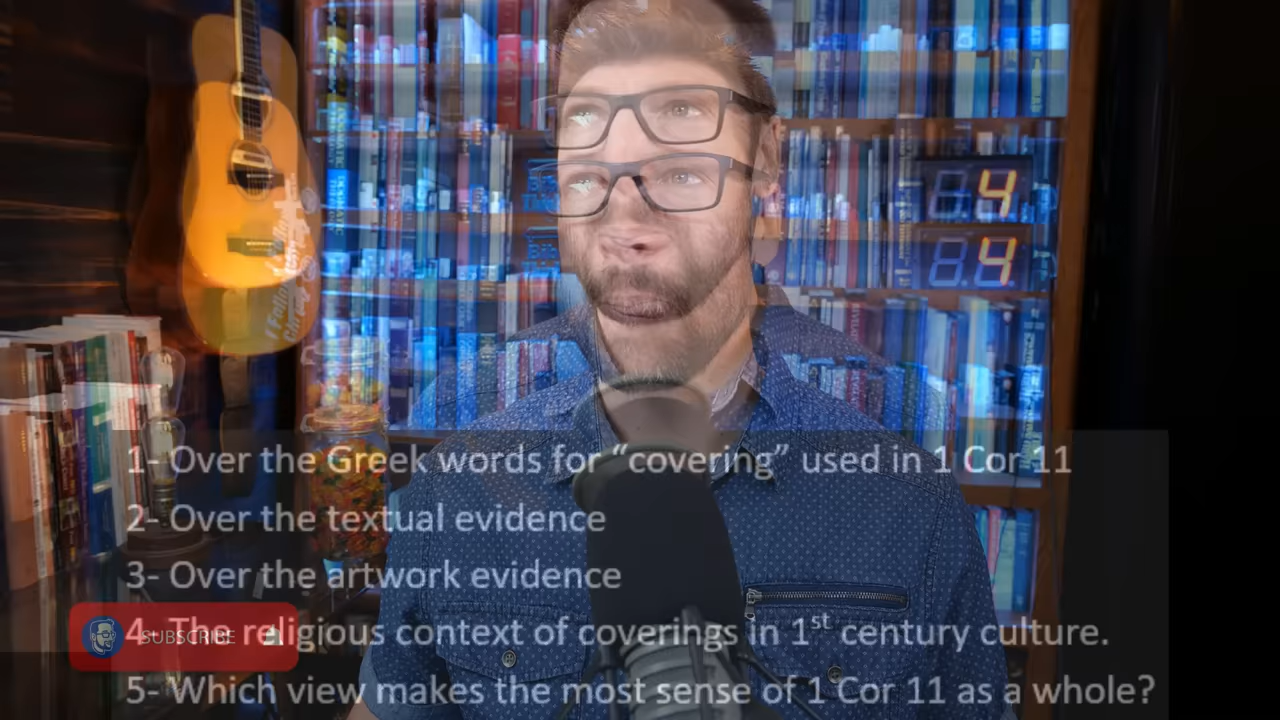 4
4
1- Over the Greek words for “covering” used in 1 Cor 11
2- Over the textual evidence
3- Over the artwork evidence
4- The religious context of coverings in 1st century culture.
SUBSCRIBE
5- Which view makes the most sense of 1 Cor 11 as a whole?